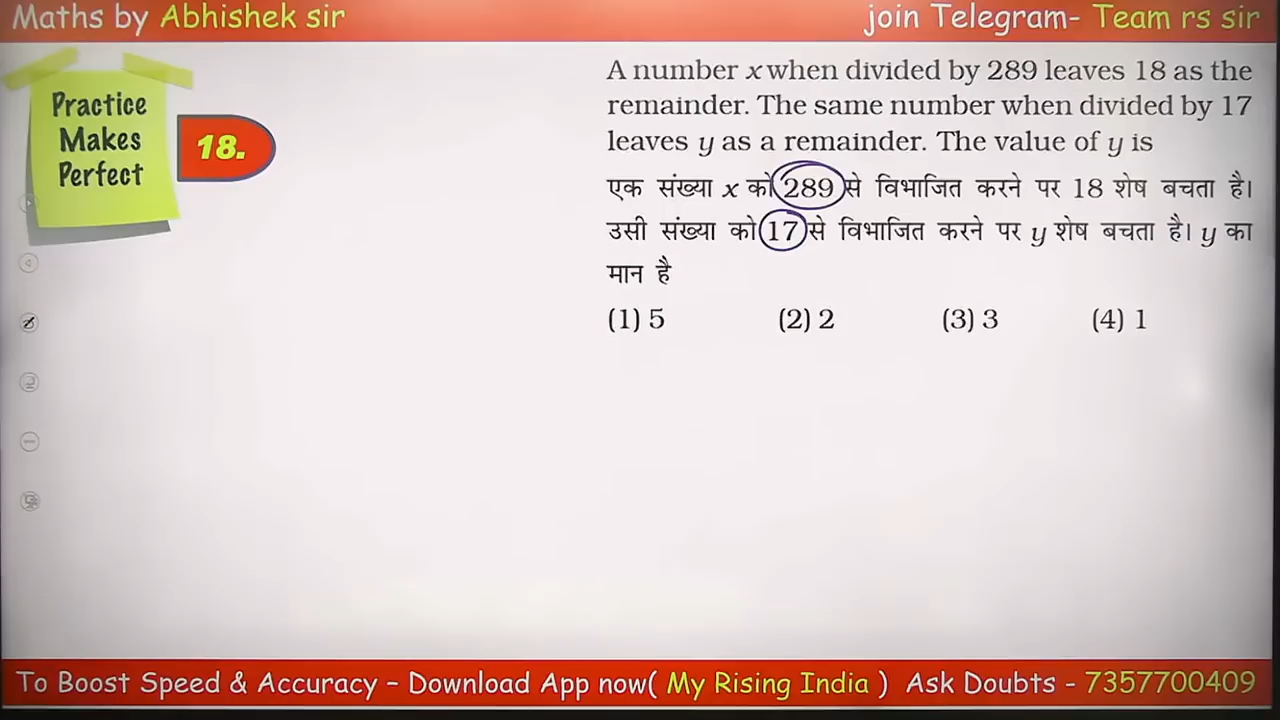 Maths by Abhishek sir
join Telegram- Team rs sir
Practice
Makes
Perfect
18.
A number x when divided by 289 leaves 18 as the
remainder. The same number when divided by 17
leaves y as a remainder. The value of y is
एक संख्या x को 289 से विभाजित करने पर 18 शेष बचता है।
उसी संख्या को 17 से विभाजित करने पर y शेष बचता है। y का
मान है
(1) 5 (2) 2 (3) 3 (4) 1
To Boost Speed & Accuracy – Download App now( My Rising India ) Ask Doubts - 7357700409